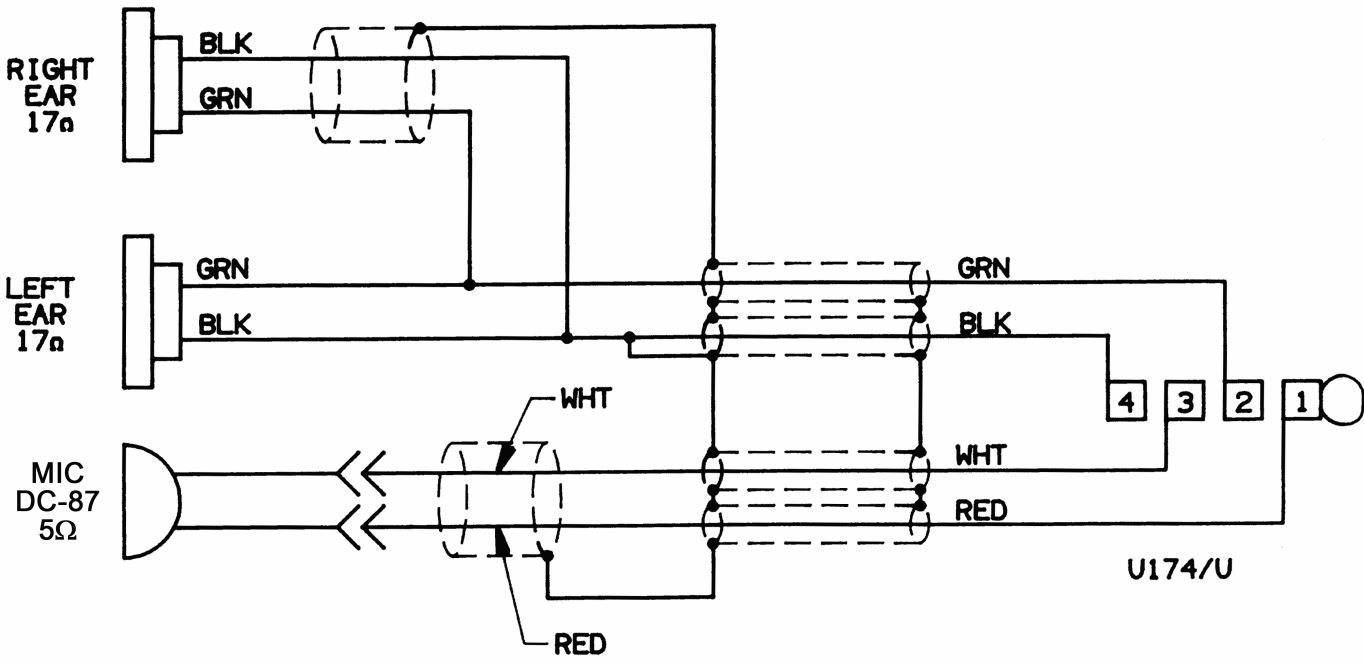 BLK
RIGHT
EAR
17Ω
GRN
GRN
GRN
LEFT
EAR
17Ω
BLK
BLK
4
3
2
1
WHT
MIC
DC-87
5Ω
WHT
RED
U174/U
RED